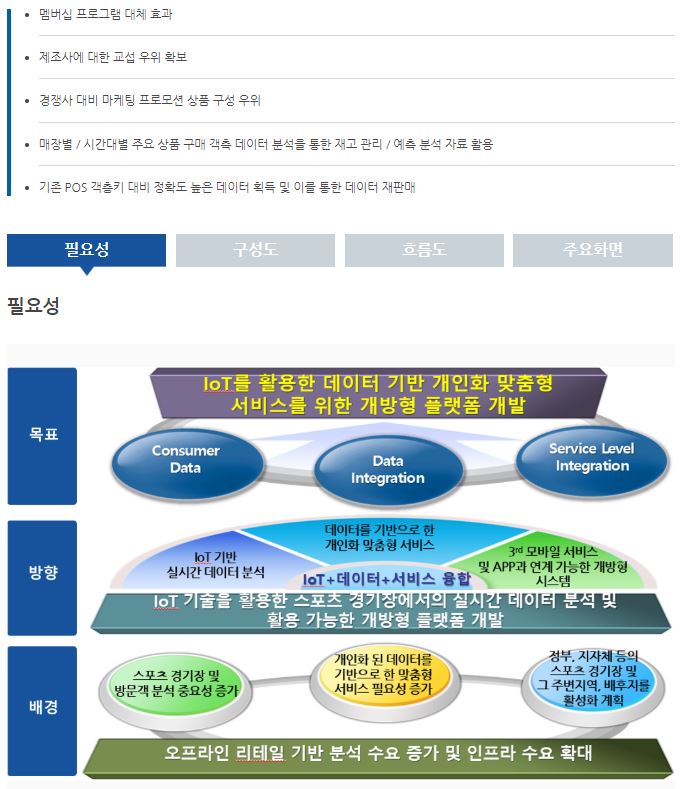 멤버십 프로그램 대체 효과
제조사에 대한 교섭 우위 확보
경쟁사 대비 마케팅 프로모션 상품 구성 우위
매장별 / 시간대별 주요 상품 구매 객측 데이터 분석을 통한 재고 관리 / 예측 분석 자료 활용
기존 POS 객층키 대비 정확도 높은 데이터 획득 및 이를 통한 데이터 재판매
필요성
구성도
흐름도
주요화면
필요성
목표
IoT를 활용한 데이터 기반 개인화 맞춤형
서비스를 위한 개방형 플랫폼 개발
Consumer
Data
Data
Integration
Service Level
Integration
방향
IoT 기반
실시간 데이터 분석
데이터를 기반으로 한
개인화 맞춤형 서비스
3rd 모바일 서비스
및 APP과 연계 가능한 개방형
시스템
IoT+데이터+서비스 융합
IoT 기술을 활용한 스포츠 경기장에서의 실시간 데이터 분석 및
활용 가능한 개방형 플랫폼 개발
배경
스포츠 경기장 및
방문객 분석 중요성 증가
개인화 된 데이터를
기반으로 한 맞춤형
서비스 필요성 증가
정부, 지자체 등의
스포츠 경기장 및
그 주변지역, 배후지를
활성화 계획
오프라인 리테일 기반 분석 수요 증가 및 인프라 수요 확대